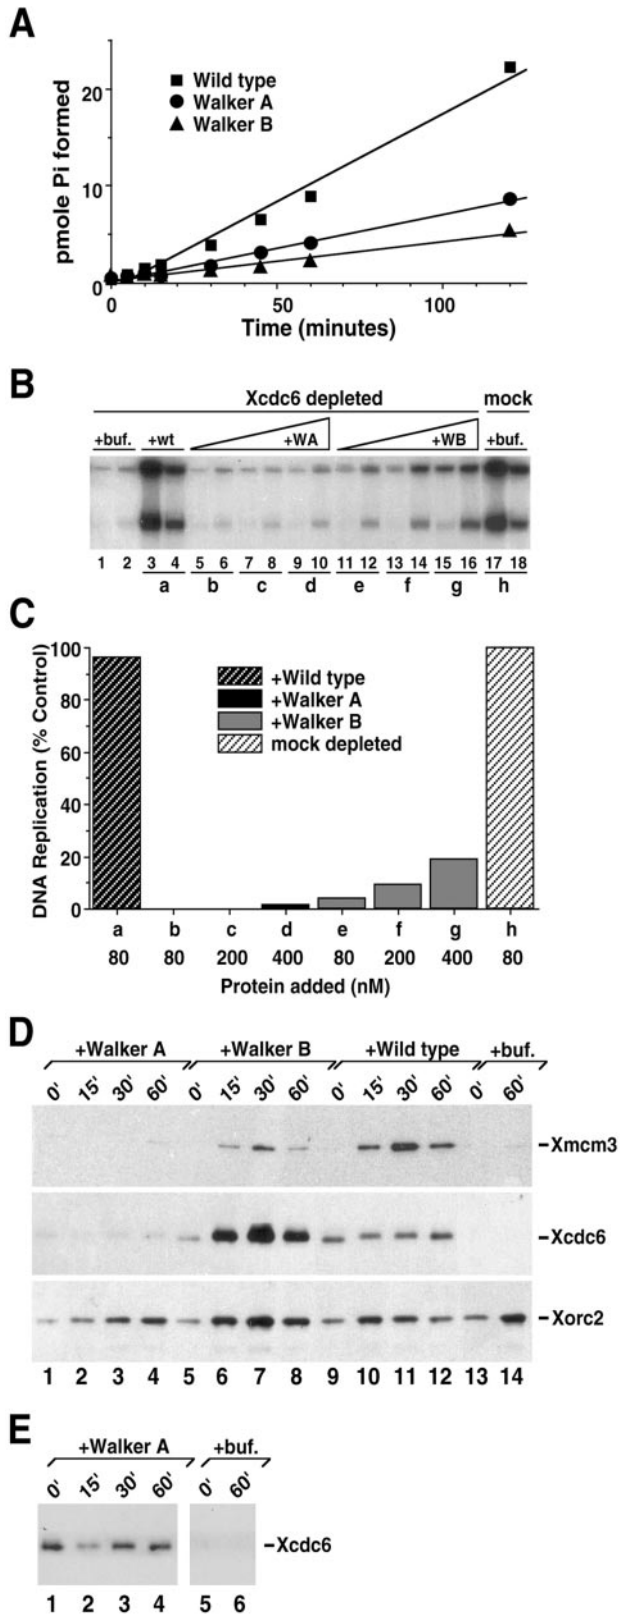 A
pmole Pi formed
20
10
0
Wild type
Walker A
Walker B
0 50 100
Time (minutes)
B
Xcdc6 depleted mock
+buf. +wt +WA +WB +buf.
1 2 3 4 5 6 7 8 9 10 11 12 13 14 15 16 17 18
a b c d e f g h
C
DNA Replication (% Control)
100
80
60
40
20
0
+Wild type
+Walker A
+Walker B
mock depleted
a b c d e f g h
80 80 200 400 80 200 400 80
Protein added (nM)
D
+Walker A +Walker B +Wild type +buf.
0' 15' 30' 60' 0' 15' 30' 60' 0' 15' 30' 60' 0' 60'
-Xmcm3
-Xcdc6
-Xorc2
1 2 3 4 5 6 7 8 9 10 11 12 13 14
E
+Walker A +buf.
0' 15' 30' 60' 0' 60'
-Xcdc6
1 2 3 4 5 6